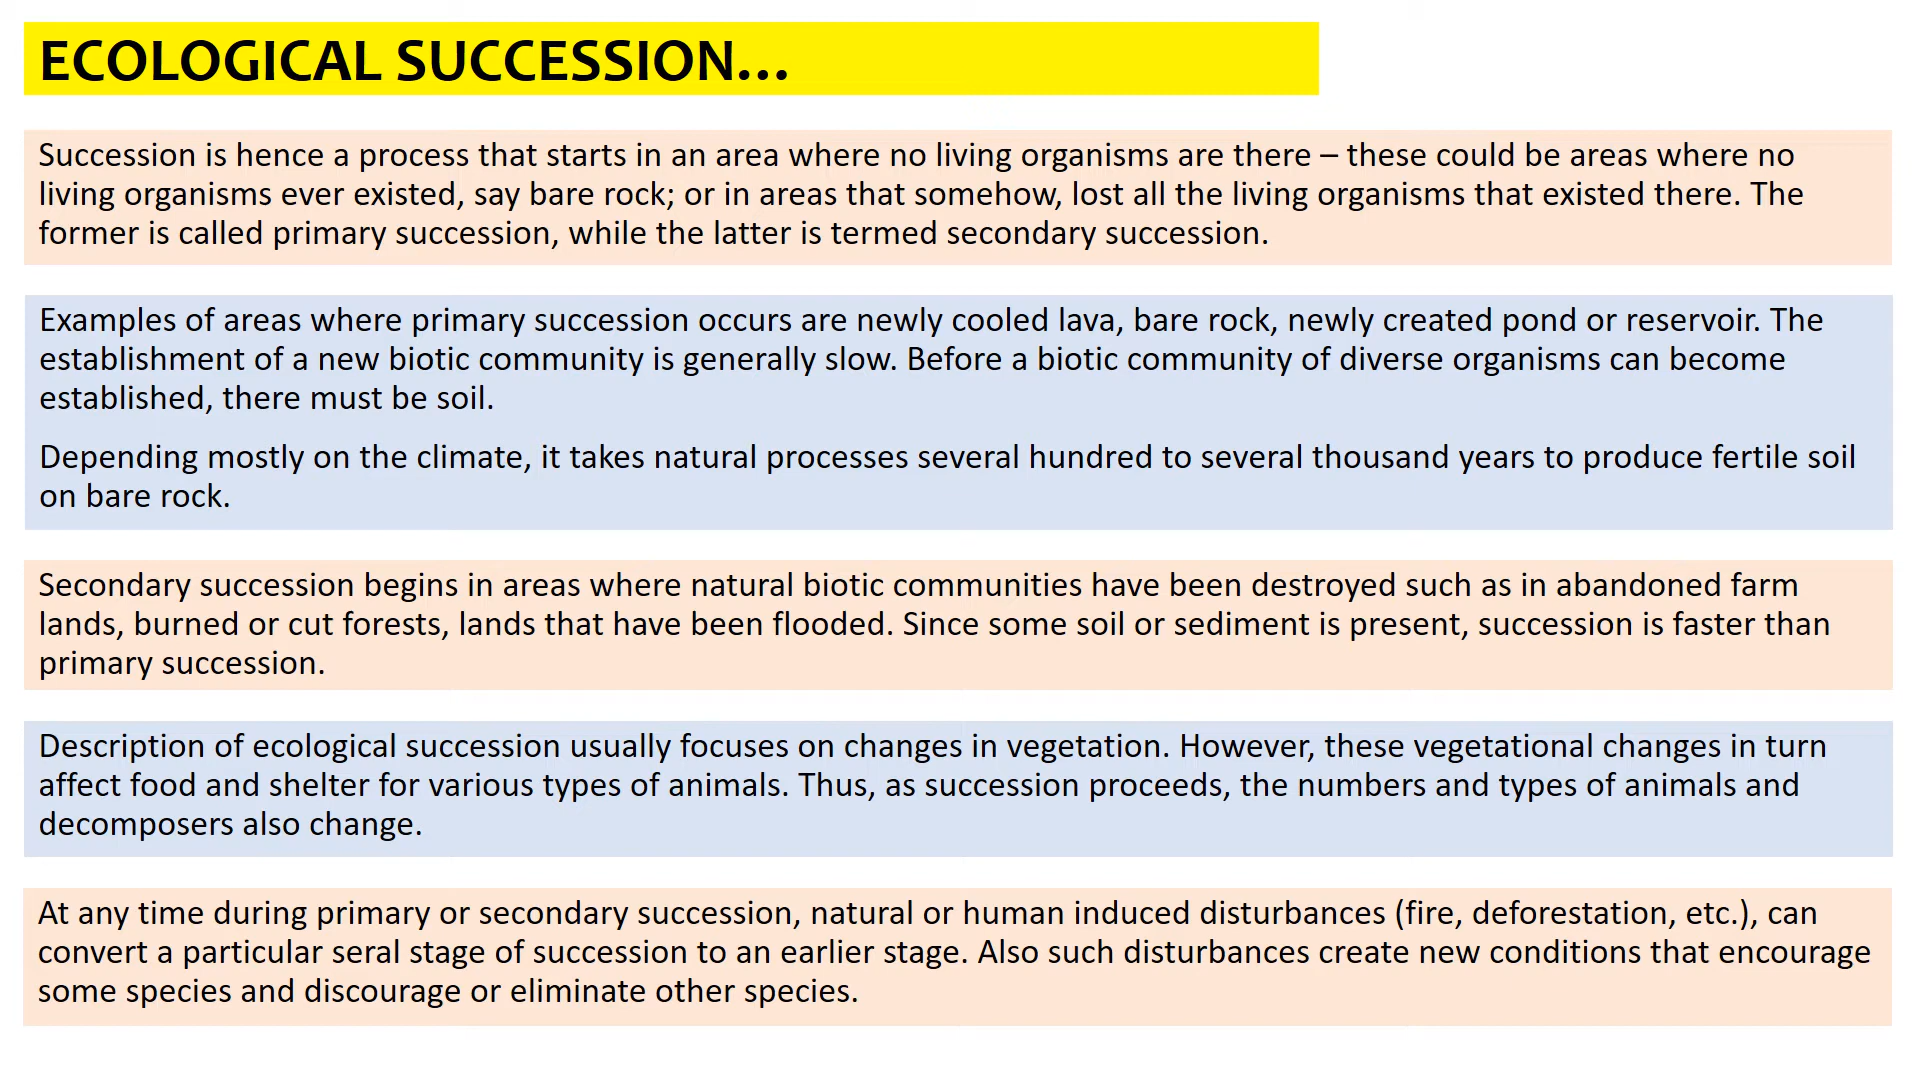 ECOLOGICAL SUCCESSION...
Succession is hence a process that starts in an area where no living organisms are there – these could be areas where no
living organisms ever existed, say bare rock; or in areas that somehow, lost all the living organisms that existed there. The
former is called primary succession, while the latter is termed secondary succession.
Examples of areas where primary succession occurs are newly cooled lava, bare rock, newly created pond or reservoir. The
establishment of a new biotic community is generally slow. Before a biotic community of diverse organisms can become
established, there must be soil.
Depending mostly on the climate, it takes natural processes several hundred to several thousand years to produce fertile soil
on bare rock.
Secondary succession begins in areas where natural biotic communities have been destroyed such as in abandoned farm
lands, burned or cut forests, lands that have been flooded. Since some soil or sediment is present, succession is faster than
primary succession.
Description of ecological succession usually focuses on changes in vegetation. However, these vegetational changes in turn
affect food and shelter for various types of animals. Thus, as succession proceeds, the numbers and types of animals and
decomposers also change.
At any time during primary or secondary succession, natural or human induced disturbances (fire, deforestation, etc.), can
convert a particular seral stage of succession to an earlier stage. Also such disturbances create new conditions that encourage
some species and discourage or eliminate other species.